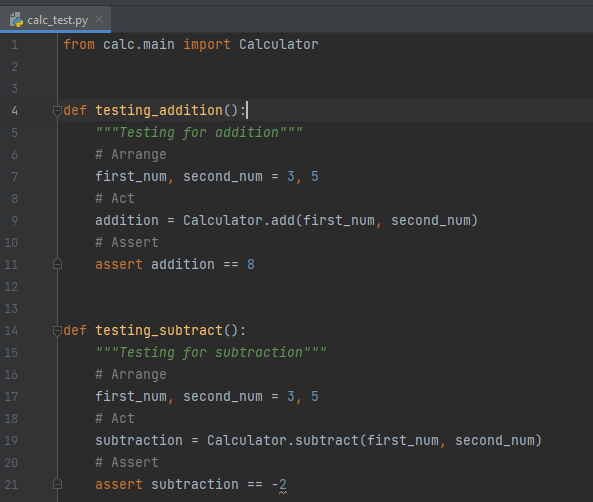 calc_test.py
1 from calc.main import Calculator
2
3
4 def testing_addition():
5 """Testing for addition"""
6 # Arrange
7 first_num, second_num = 3, 5
8 # Act
9 addition = Calculator.add(first_num, second_num)
10 # Assert
11 assert addition == 8
12
13
14 def testing_subtract():
15 """Testing for subtraction"""
16 # Arrange
17 first_num, second_num = 3, 5
18 # Act
19 subtraction = Calculator.subtract(first_num, second_num)
20 # Assert
21 assert subtraction == -2